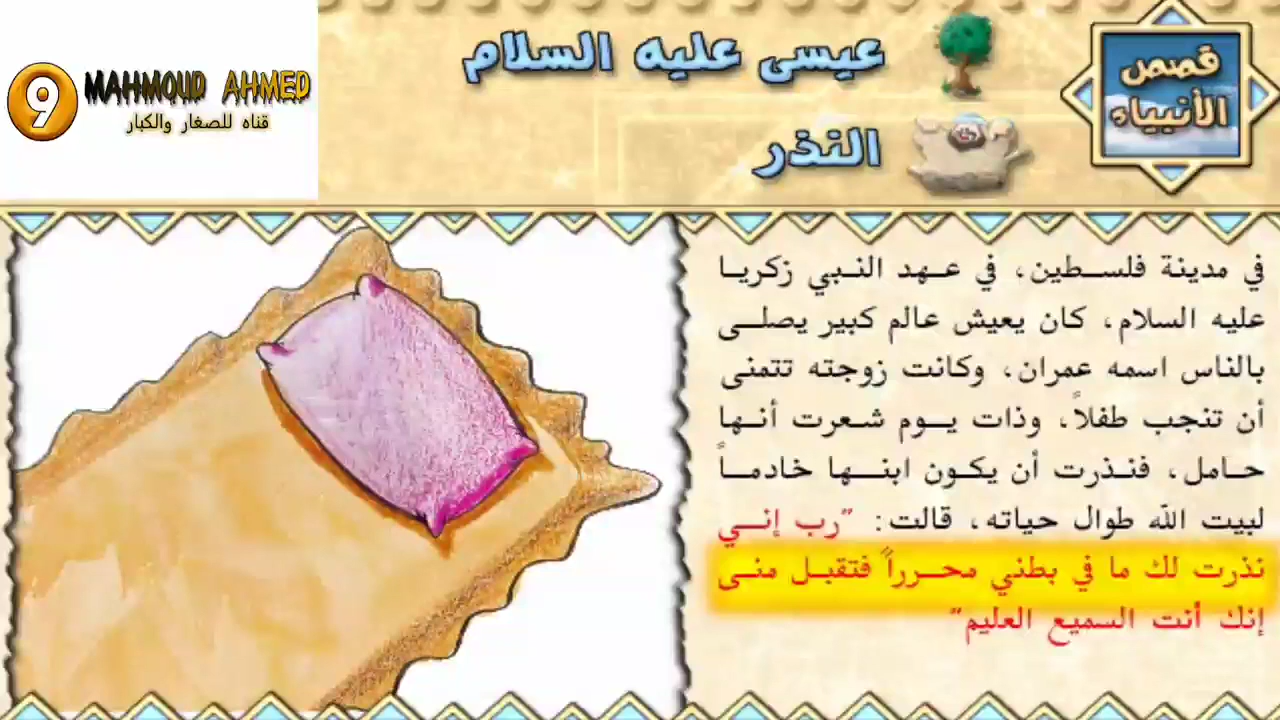 قصص
الأنبياء
عيسى عليه السلام
النذر
9
MAHMOUD AHMED
قناه للصغار والكبار
في مدينة فلسطين، في عهد النبي زكريا
عليه السلام، كان يعيش عالم كبير يصلى
بالناس اسمه عمران، وكانت زوجته تتمنى
أن تنجب طفلاً، وذات يوم شعرت أنها
حامل، فنذرت أن يكون ابنها خادماً
لبيت الله طوال حياته، قالت: "رب إني
نذرت لك ما في بطني محرراً فتقبل منى
إنك أنت السميع العليم"